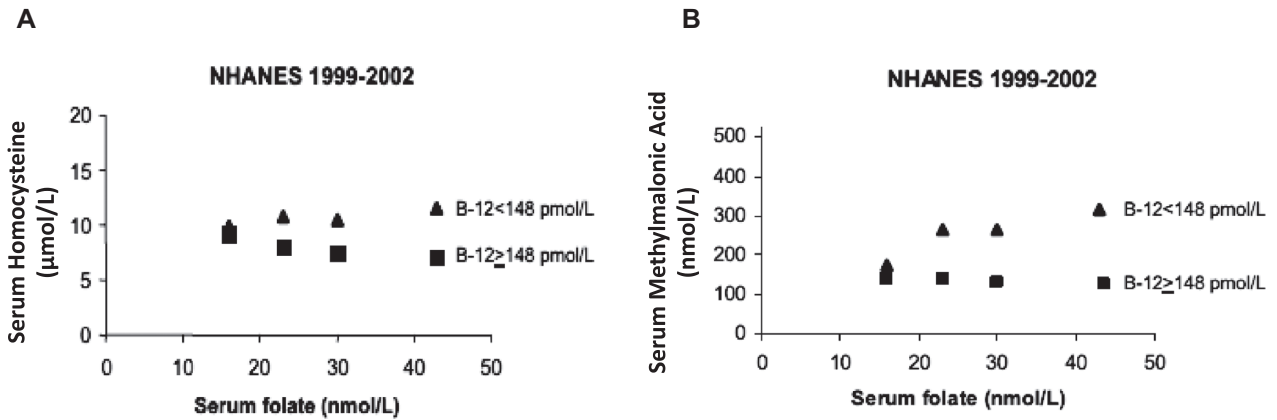 A
NHANES 1999-2002
Serum Homocysteine
(μmol/L)
20
15
10
5
0
0 10 20 30 40 50
Serum folate (nmol/L)
B-12<148 pmol/L
B-12≥148 pmol/L
B
NHANES 1999-2002
Serum Methylmalonic Acid
(nmol/L)
500
400
300
200
100
0
0 10 20 30 40 50
Serum folate (nmol/L)
B-12<148 pmol/L
B-12≥148 pmol/L